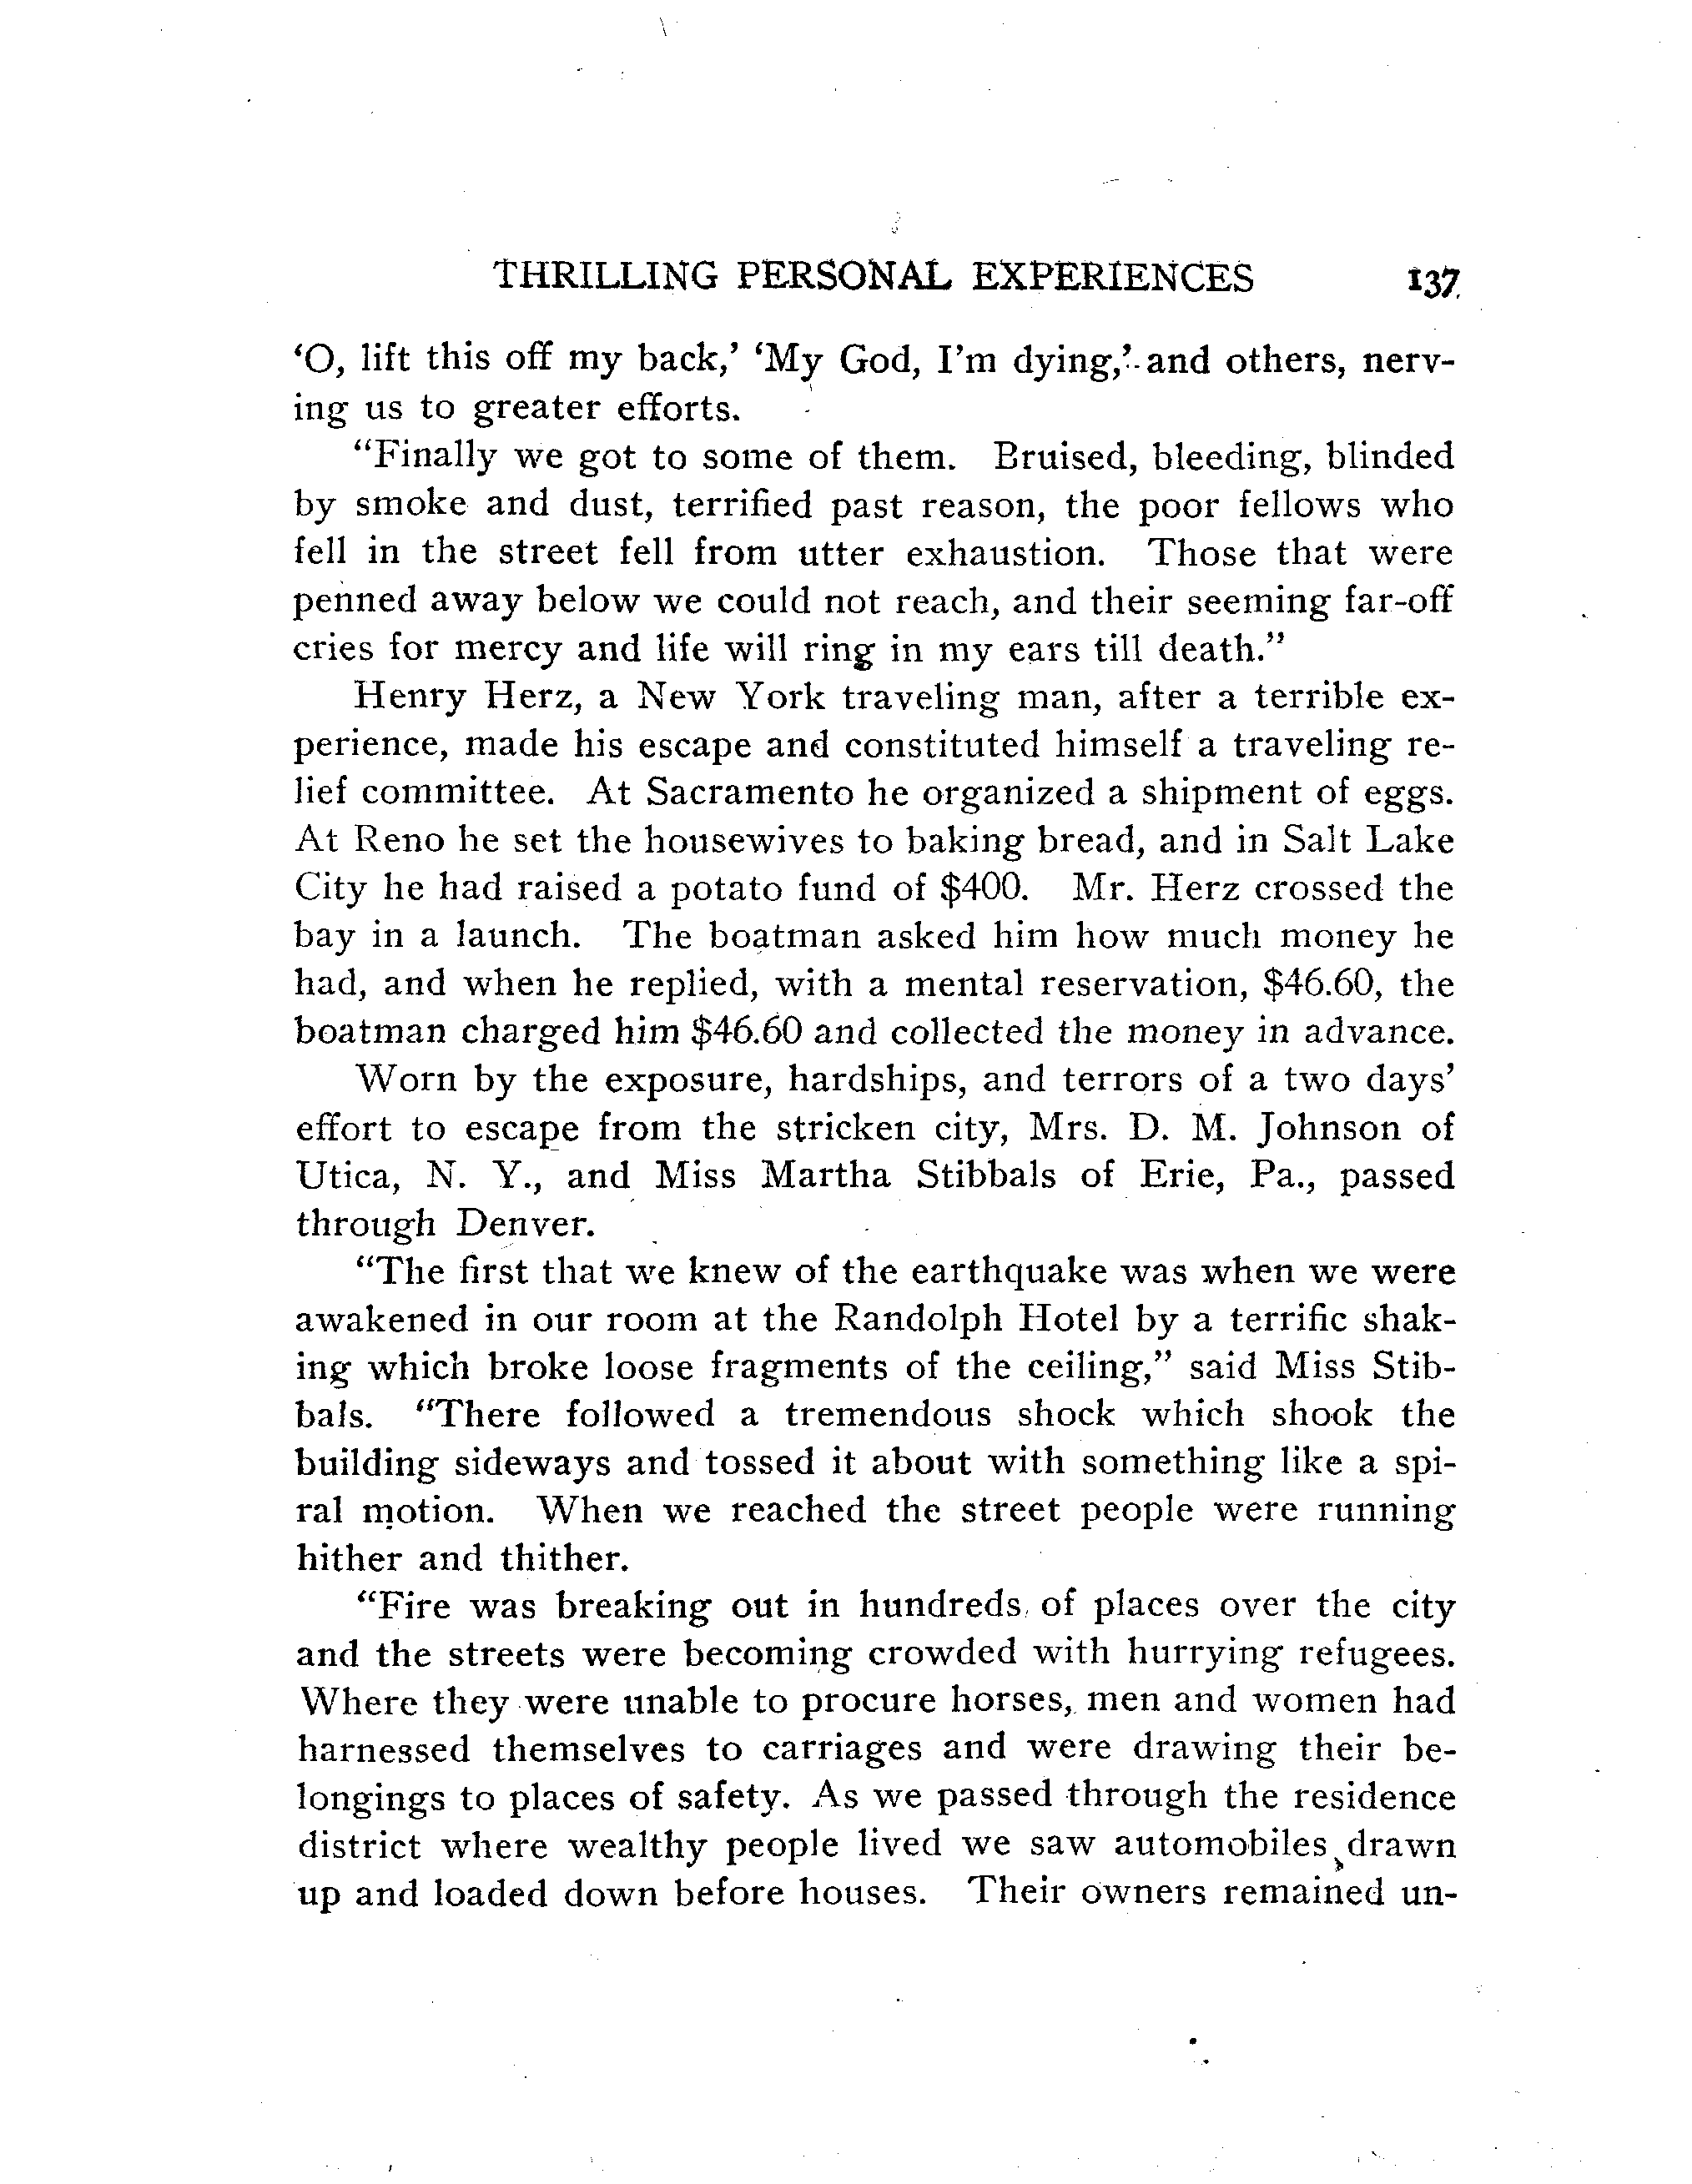 THRILLING PERSONAL EXPERIENCES 137
‘O, lift this off my back,’ ‘My God, I’m dying,’ and others, nerv-
ing us to greater efforts.
“Finally we got to some of them. Bruised, bleeding, blinded
by smoke and dust, terrified past reason, the poor fellows who
fell in the street fell from utter exhaustion. Those that were
penned away below we could not reach, and their seeming far-off
cries for mercy and life will ring in my ears till death.”
Henry Herz, a New York traveling man, after a terrible ex-
perience, made his escape and constituted himself a traveling re-
lief committee. At Sacramento he organized a shipment of eggs.
At Reno he set the housewives to baking bread, and in Salt Lake
City he had raised a potato fund of $400. Mr. Herz crossed the
bay in a launch. The boatman asked him how much money he
had, and when he replied, with a mental reservation, $46.60, the
boatman charged him $46.60 and collected the money in advance.
Worn by the exposure, hardships, and terrors of a two days’
effort to escape from the stricken city, Mrs. D. M. Johnson of
Utica, N. Y., and Miss Martha Stibbals of Erie, Pa., passed
through Denver.
“The first that we knew of the earthquake was when we were
awakened in our room at the Randolph Hotel by a terrific shak-
ing which broke loose fragments of the ceiling,” said Miss Stib-
bals. “There followed a tremendous shock which shook the
building sideways and tossed it about with something like a spi-
ral motion. When we reached the street people were running
hither and thither.
“Fire was breaking out in hundreds of places over the city
and the streets were becoming crowded with hurrying refugees.
Where they were unable to procure horses, men and women had
harnessed themselves to carriages and were drawing their be-
longings to places of safety. As we passed through the residence
district where wealthy people lived we saw automobiles drawn
up and loaded down before houses. Their owners remained un-